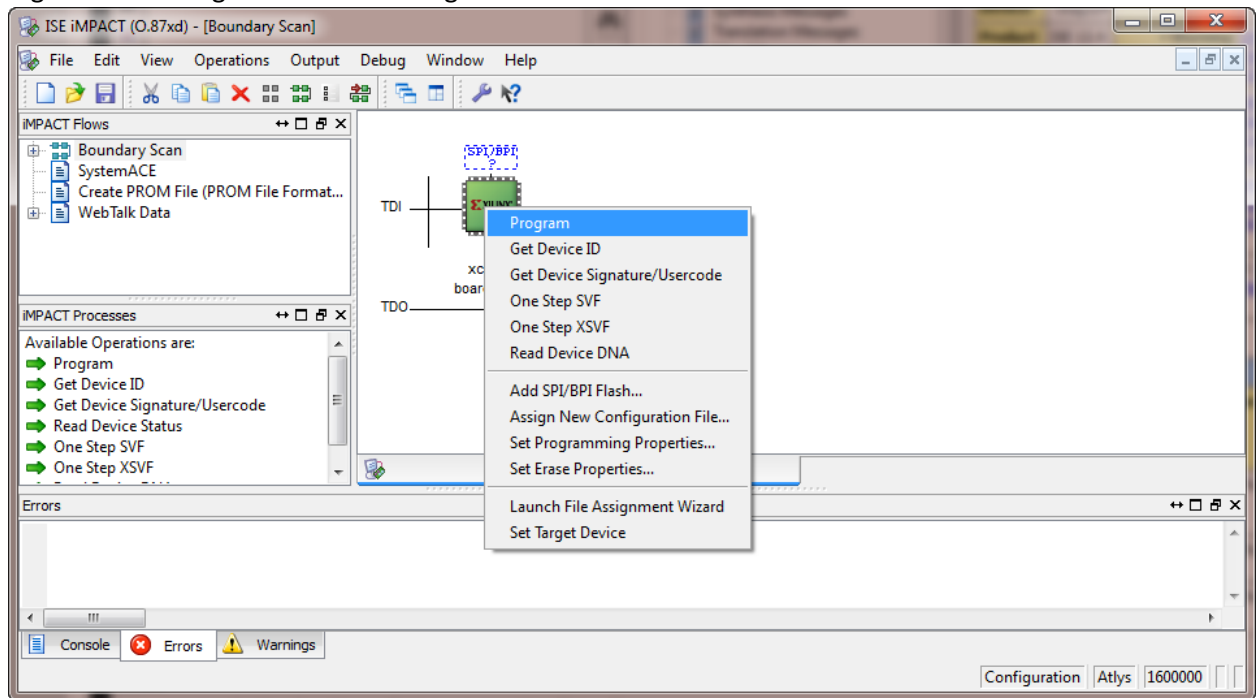 ISE iMPACT (O.87xd) - [Boundary Scan]
File Edit View Operations Output Debug Window Help
iMPACT Flows
Boundary Scan
SystemACE
Create PROM File (PROM File Format...
WebTalk Data
iMPACT Processes
Available Operations are:
Program
Get Device ID
Get Device Signature/Usercode
Read Device Status
One Step SVF
One Step XSVF
SPI/BPI
?
TDI
XILINX
xc
boar
TDO
Program
Get Device ID
Get Device Signature/Usercode
One Step SVF
One Step XSVF
Read Device DNA
Add SPI/BPI Flash...
Assign New Configuration File...
Set Programming Properties...
Set Erase Properties...
Launch File Assignment Wizard
Set Target Device
Errors
Console Errors Warnings
Configuration Atlys 1600000